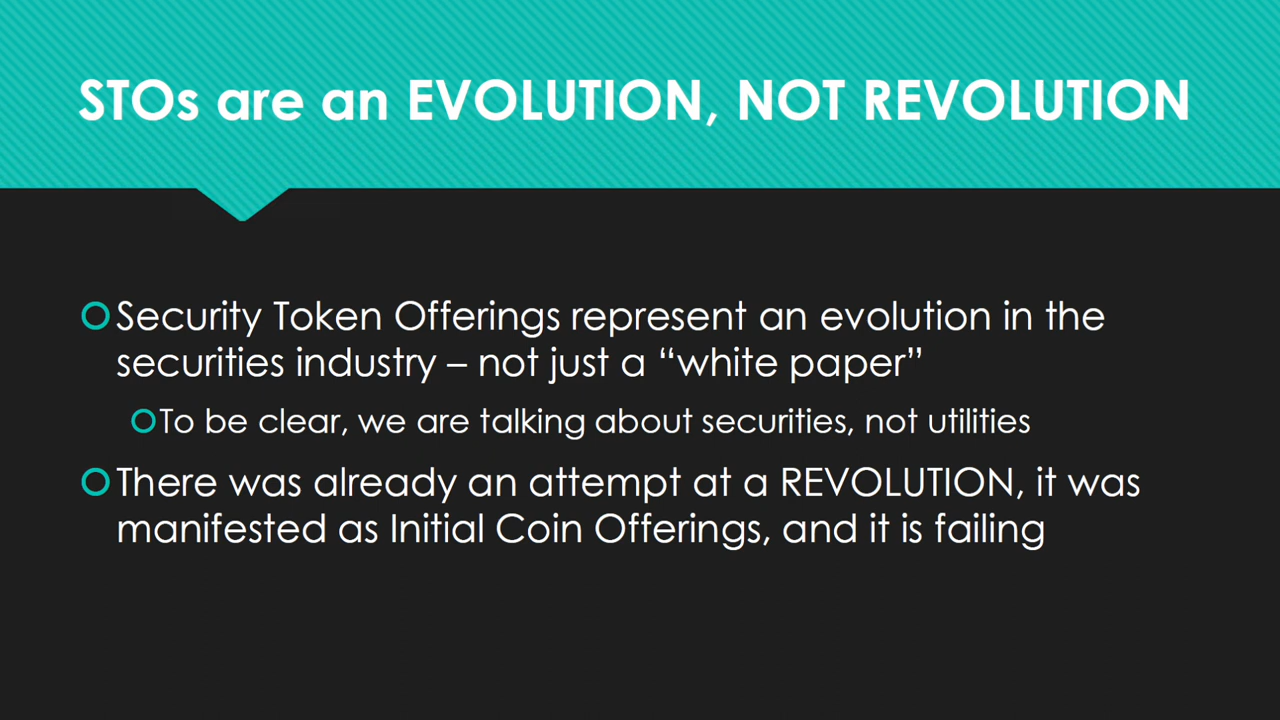 STOs are an EVOLUTION, NOT REVOLUTION
Security Token Offerings represent an evolution in the
securities industry – not just a “white paper”
To be clear, we are talking about securities, not utilities
There was already an attempt at a REVOLUTION, it was
manifested as Initial Coin Offerings, and it is failing